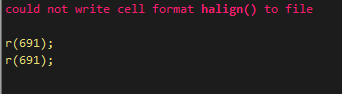 could not write cell format halign() to file
r(691);
r(691);